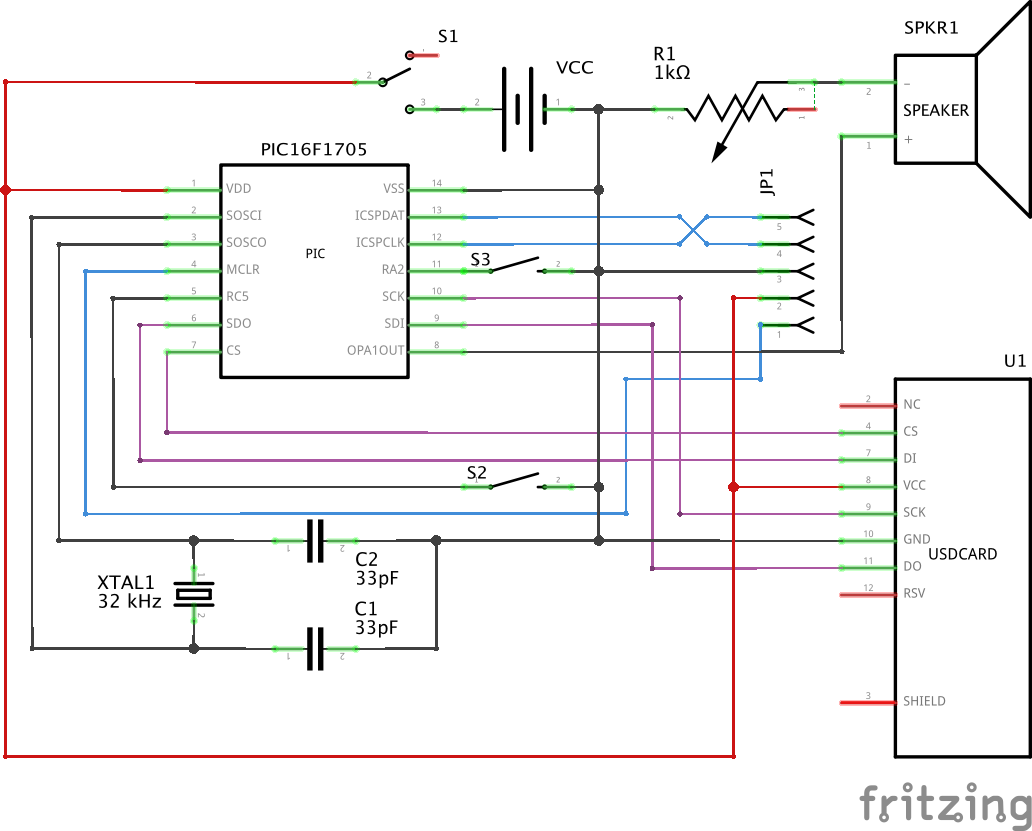 S1
1
2
3
2
VCC
1
R1
1kΩ
2
3
1
SPKR1
2
−
SPEAKER
1
+
PIC16F1705
PIC
1 VDD
2 SOSCI
3 SOSCO
4 MCLR
5 RC5
6 SDO
7 CS
VSS 14
ICSPDAT 13
ICSPCLK 12
RA2 11
SCK 10
SDI 9
OPA1OUT 8
S3
2
JP1
5
4
3
2
1
S2
1
2
U1
2 NC
4 CS
7 DI
8 VCC
9 SCK
10 GND
USDCARD
11 DO
12 RSV
3 SHIELD
1
2
C2
33pF
XTAL1
32 kHz
1
2
C1
33pF
1
2
fritzing